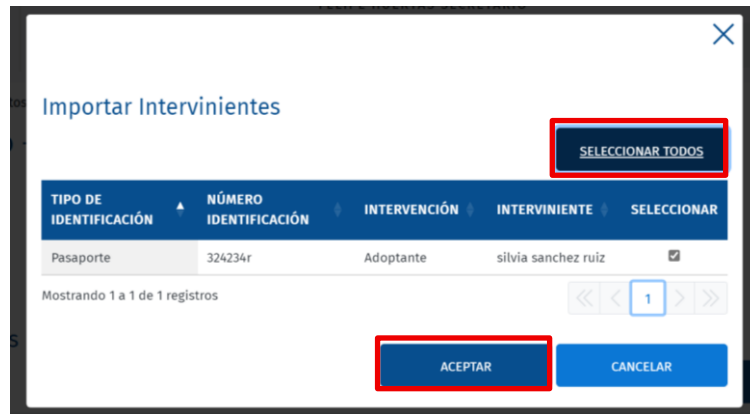 Importar Intervinientes
SELECCIONAR TODOS
TIPO DE IDENTIFICACIÓN NÚMERO IDENTIFICACIÓN INTERVENCIÓN INTERVINIENTE SELECCIONAR
Pasaporte 324234r Adoptante silvia sanchez ruiz
Mostrando 1 a 1 de 1 registros 1
ACEPTAR CANCELAR